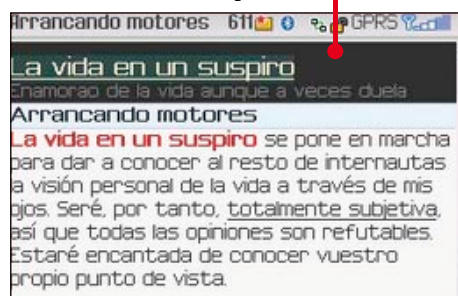 Arrancando motores 611 GPRS
La vida en un suspiro
Enamorao de la vida aunque a veces duela
Arrancando motores
La vida en un suspiro se pone en marcha
para dar a conocer al resto de internautas
la visión personal de la vida a través de mis
ojos. Seré, por tanto, totalmente subjetiva,
así que todas las opiniones son refutables.
Estaré encantada de conocer vuestro
propio punto de vista.